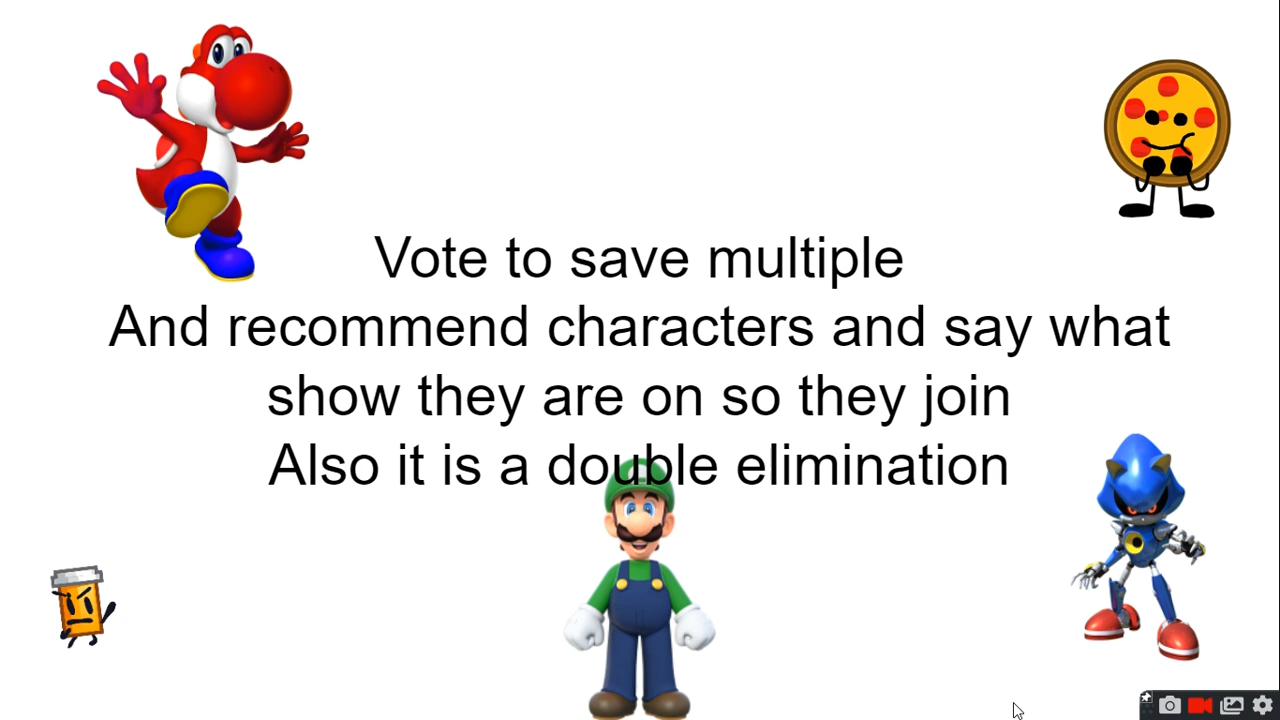 Vote to save multiple
And recommend characters and say what
show they are on so they join
Also it is a double elimination